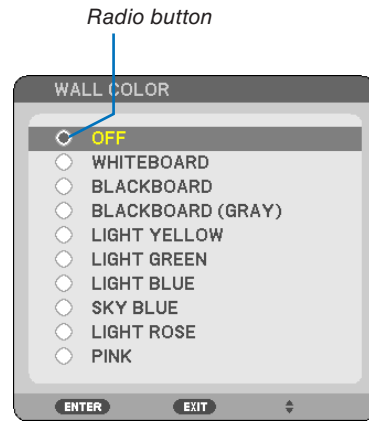 Radio button
WALL COLOR
OFF
WHITEBOARD
BLACKBOARD
BLACKBOARD (GRAY)
LIGHT YELLOW
LIGHT GREEN
LIGHT BLUE
SKY BLUE
LIGHT ROSE
PINK
ENTER EXIT